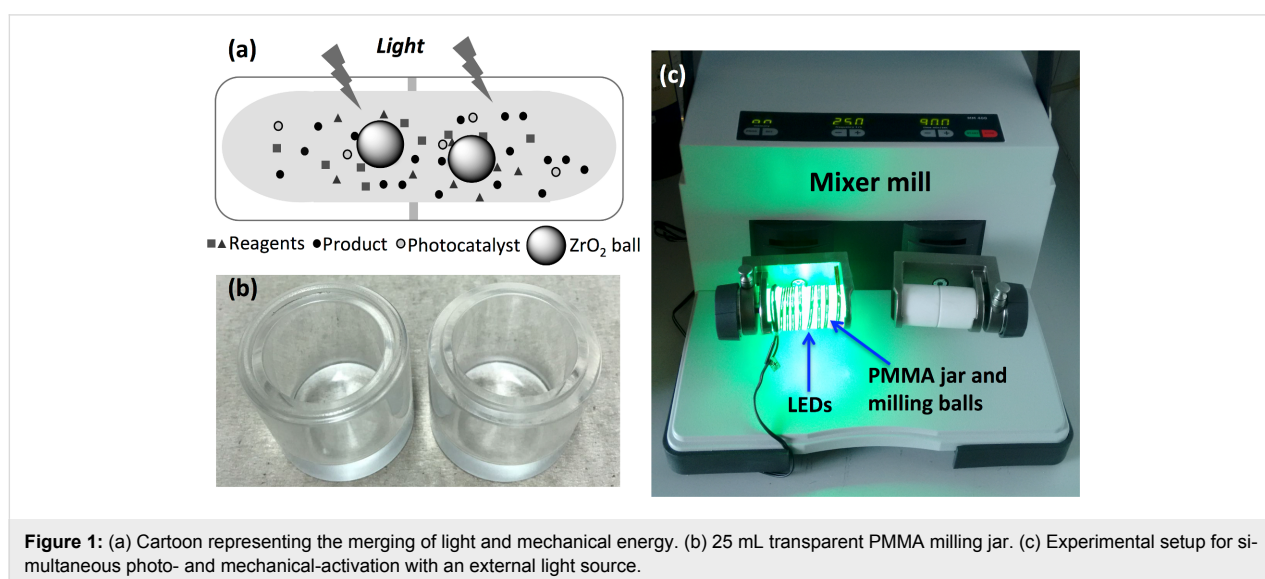 (a)
Light
Reagents Product Photocatalyst ZrO2 ball
(b)
(c)
25.0
Mixer mill
LEDs
PMMA jar and
milling balls
Figure 1: (a) Cartoon representing the merging of light and mechanical energy. (b) 25 mL transparent PMMA milling jar. (c) Experimental setup for si-
multaneous photo- and mechanical-activation with an external light source.